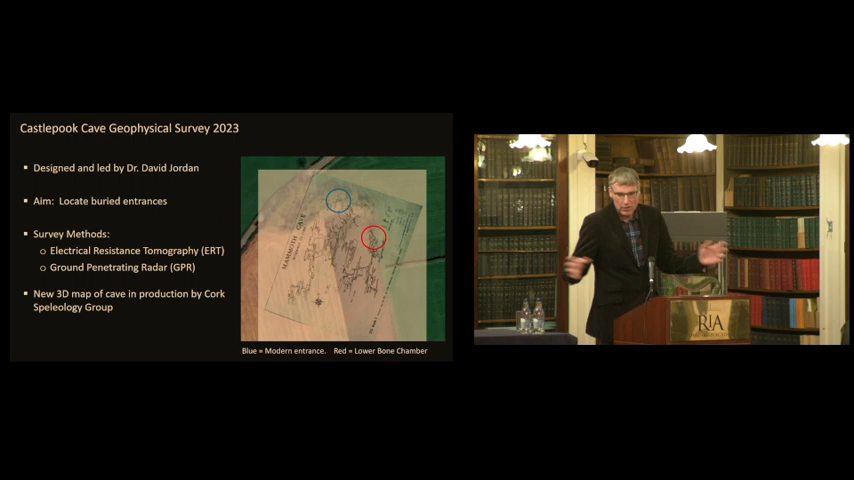 Castlepook Cave Geophysical Survey 2023
▪ Designed and led by Dr. David Jordan
▪ Aim: Locate buried entrances
▪ Survey Methods:
o Electrical Resistance Tomography (ERT)
o Ground Penetrating Radar (GPR)
▪ New 3D map of cave in production by Cork
Speleology Group
MAMMOTH CAVE
Blue = Modern entrance. Red = Lower Bone Chamber
RIA